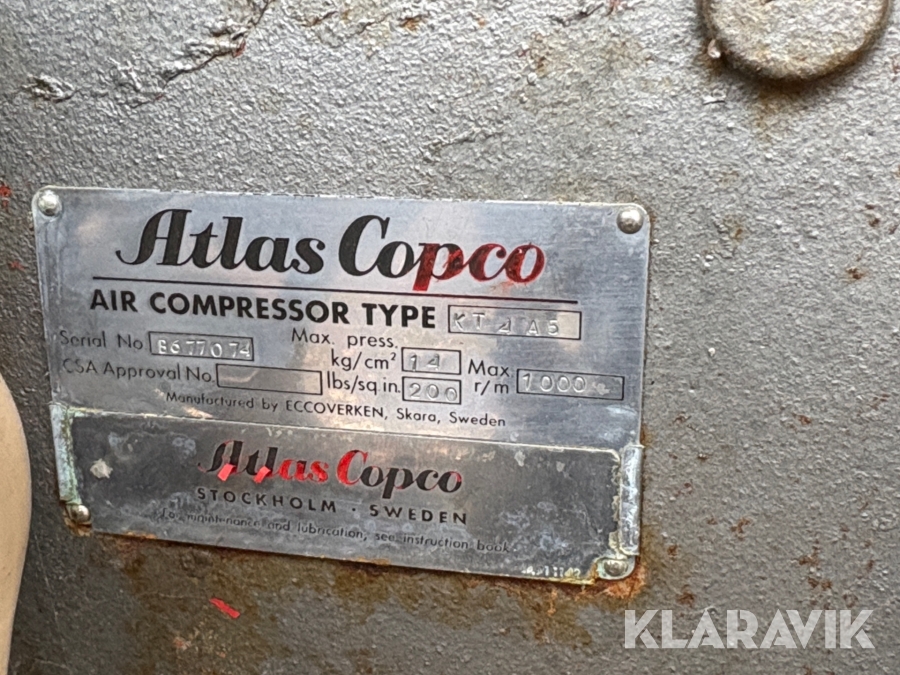 Atlas Copco
AIR COMPRESSOR TYPE KT 4 A5
Serial No 8677074
Max. press.
kg/cm² 14
Max. r/m 1000
CSA Approval No.
lbs/sq in. 200
Manufactured by ECCOVERKEN, Skara, Sweden
Atlas Copco
STOCKHOLM · SWEDEN
For maintenance and lubrication, see instruction book
KLARAVIK